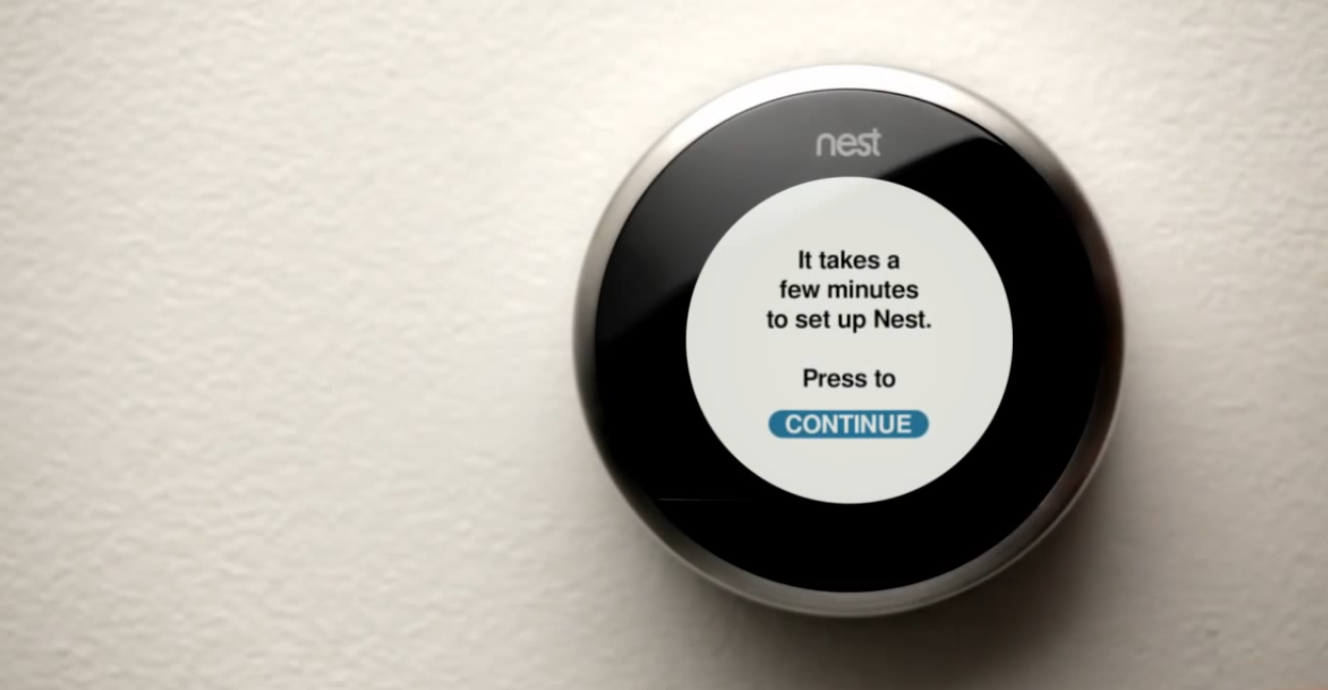 nest
It takes a
few minutes
to set up Nest.
Press to
CONTINUE